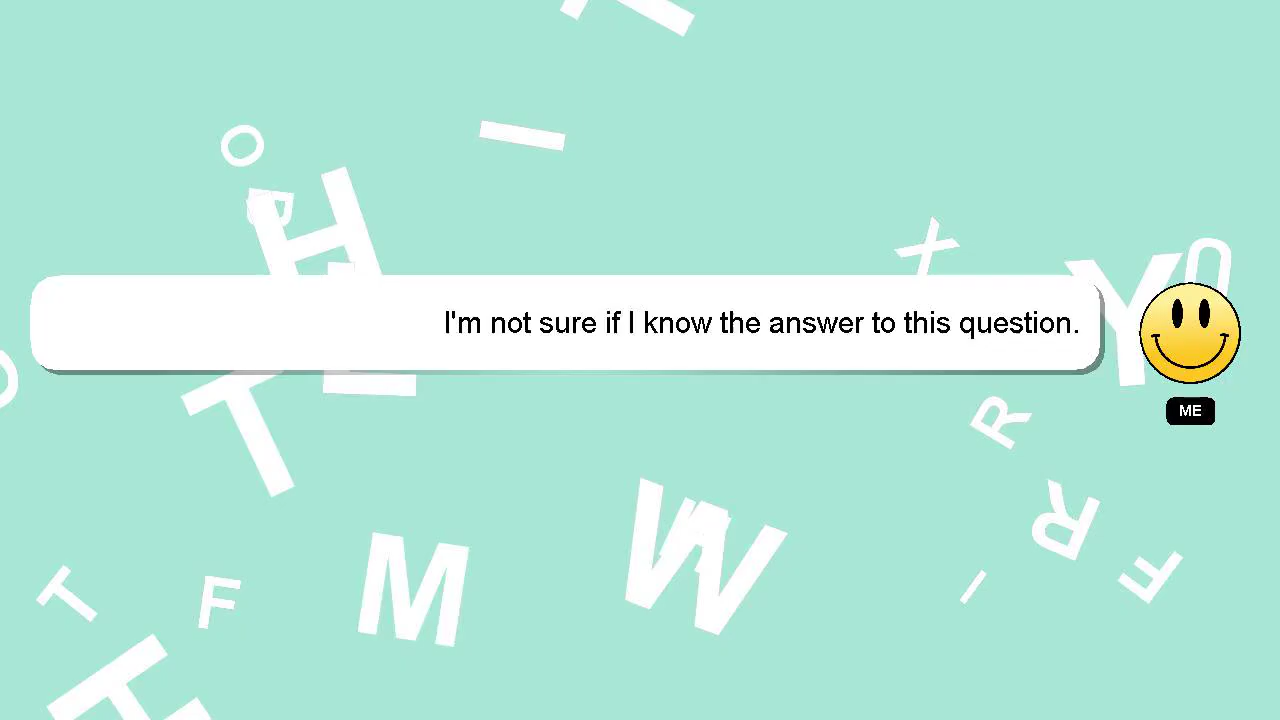 I'm not sure if I know the answer to this question.
ME
O
H
I
X
Y
T
R
W
M
F
T
R
F
I